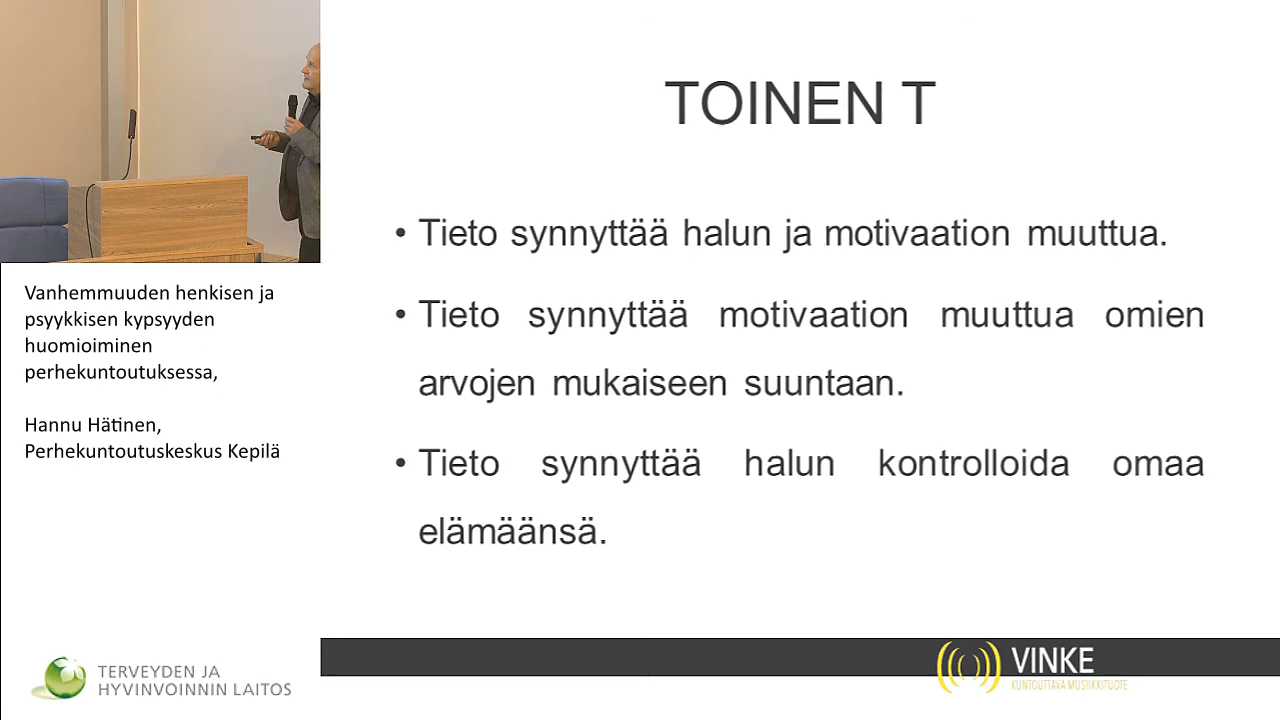 TOINEN T
• Tieto synnyttää halun ja motivaation muuttua.
• Tieto synnyttää motivaation muuttua omien
arvojen mukaiseen suuntaan.
• Tieto synnyttää halun kontrolloida omaa
elämäänsä.
Vanhemmuuden henkisen ja
psyykkisen kypsyyden
huomioiminen
perhekuntoutuksessa,
Hannu Hätinen,
Perhekuntoutuskeskus Kepilä
TERVEYDEN JA
HYVINVOINNIN LAITOS
VINKE
KUNTOUTTAVA MUSIIKKITUOTE